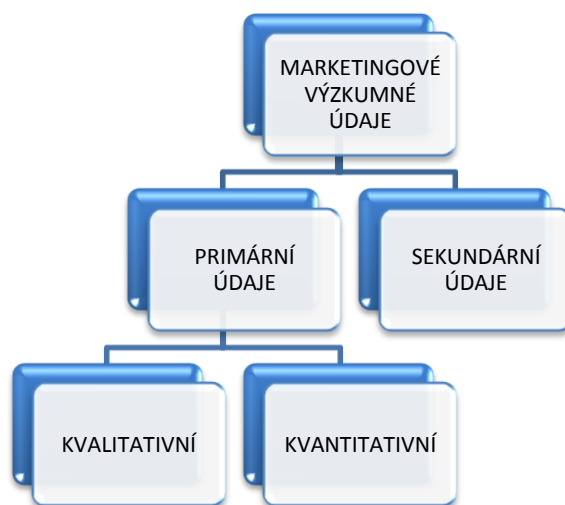 MARKETINGOVÉ
VÝZKUMNÉ
ÚDAJE
PRIMÁRNÍ
ÚDAJE
SEKUNDÁRNÍ
ÚDAJE
KVALITATIVNÍ
KVANTITATIVNÍ